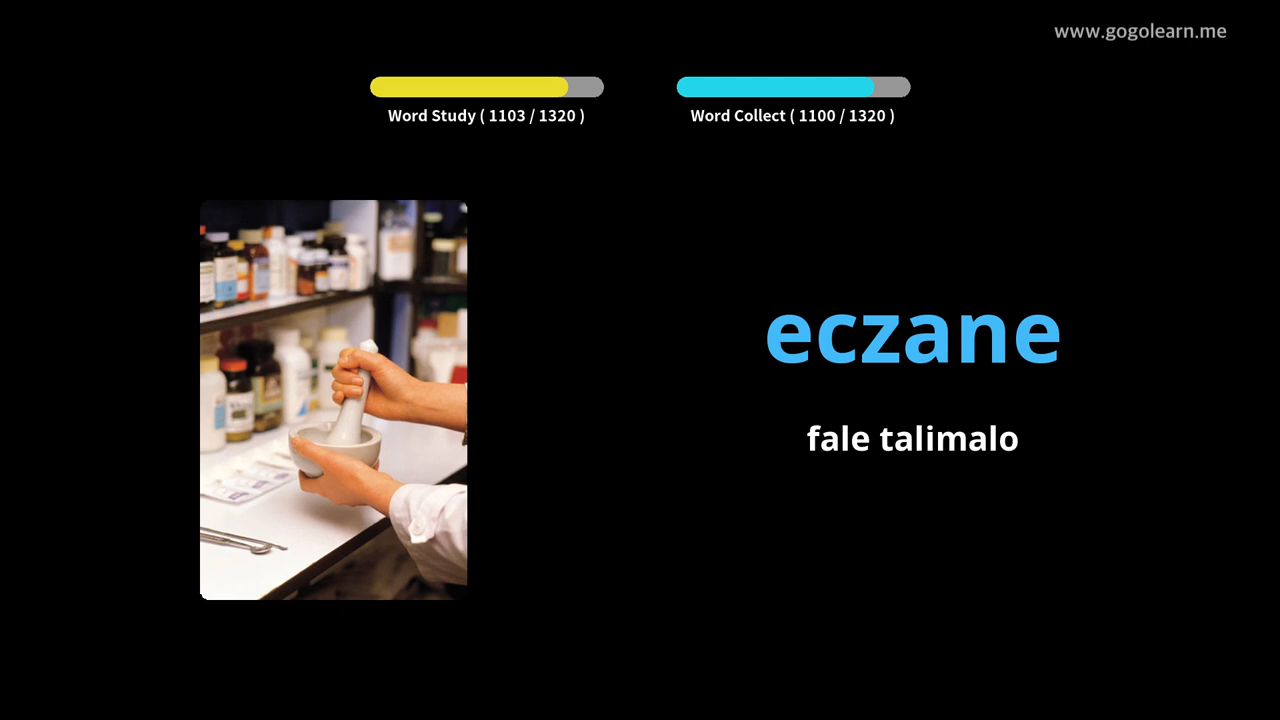 www.gogolearn.me
Word Study ( 1103 / 1320 )
Word Collect ( 1100 / 1320 )
eczane
fale talimalo